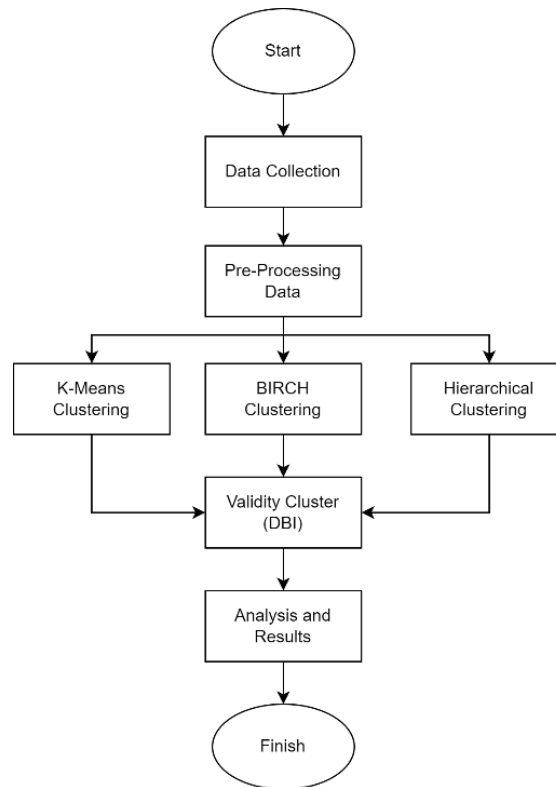 Start
Data Collection
Pre-Processing
Data
K-Means
Clustering
BIRCH
Clustering
Hierarchical
Clustering
Validity Cluster
(DBI)
Analysis and
Results
Finish